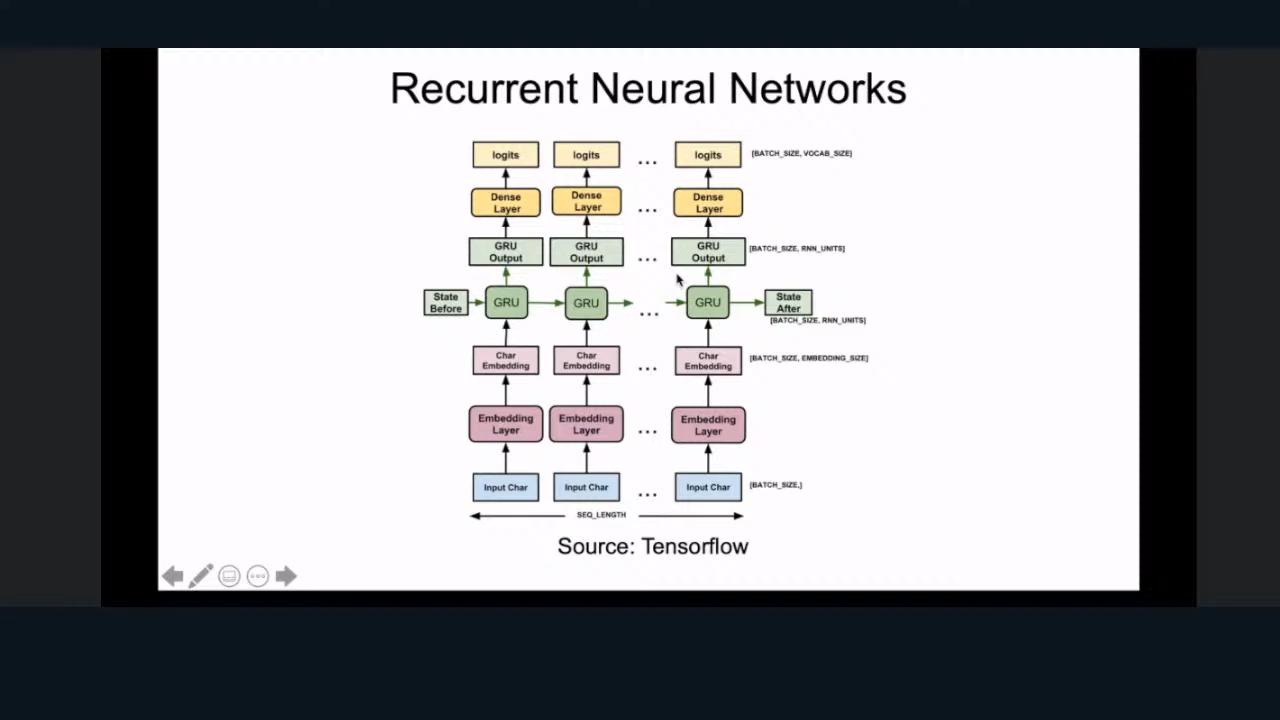 Recurrent Neural Networks
logits logits ... logits [BATCH_SIZE, VOCAB_SIZE]
Dense Dense ... Dense
Layer Layer Layer
GRU GRU ... GRU [BATCH_SIZE, RNN_UNITS]
Output Output Output
State GRU GRU ... GRU State
Before After
[BATCH_SIZE, RNN_UNITS]
Char Char ... Char [BATCH_SIZE, EMBEDDING_SIZE]
Embedding Embedding Embedding
Embedding Embedding ... Embedding
Layer Layer Layer
Input Char Input Char ... Input Char [BATCH_SIZE,]
SEQ_LENGTH
Source: Tensorflow